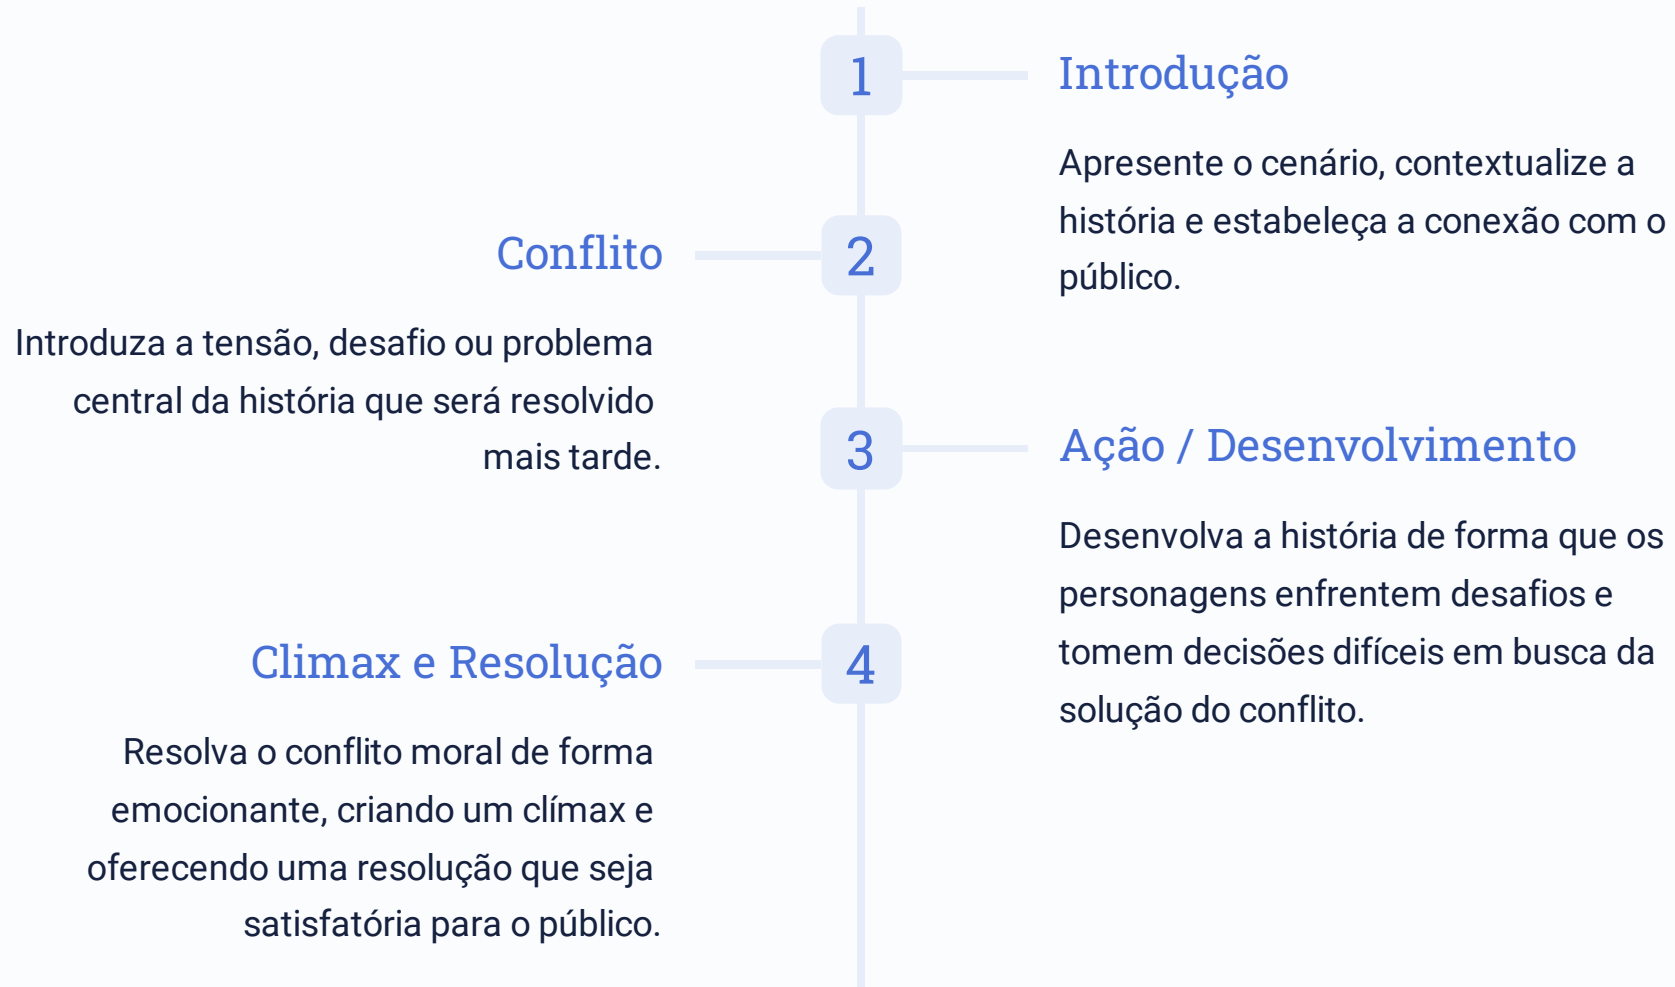 1
Introdução
Apresente o cenário, contextualize a
história e estabeleça a conexão com o
público.
2
Conflito
Introduza a tensão, desafio ou problema
central da história que será resolvido
mais tarde.
3
Ação / Desenvolvimento
Desenvolva a história de forma que os
personagens enfrentem desafios e
tomem decisões difíceis em busca da
solução do conflito.
4
Climax e Resolução
Resolva o conflito moral de forma
emocionante, criando um clímax e
oferecendo uma resolução que seja
satisfatória para o público.